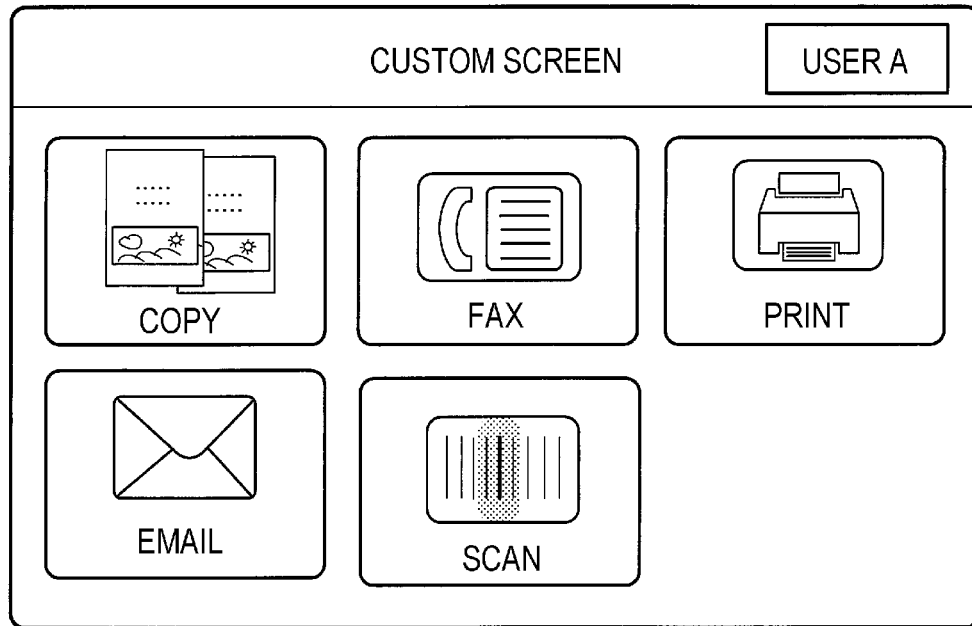 CUSTOM SCREEN
USER A
COPY
FAX
PRINT
EMAIL
SCAN